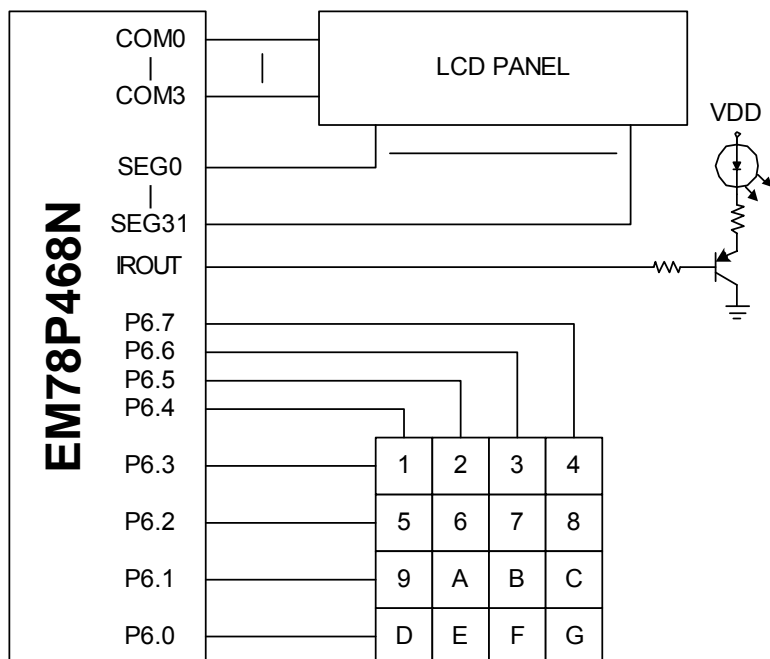 COM0
COM3
LCD PANEL
VDD
SEG0
SEG31
IROUT
EM78P468N
P6.7
P6.6
P6.5
P6.4
P6.3
1 2 3 4
P6.2
5 6 7 8
P6.1
9 A B C
P6.0
D E F G